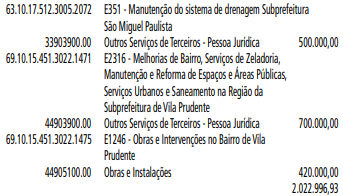 63.10.17.512.3005.2072 E351 - Manutenção do sistema de drenagem Subprefeitura
São Miguel Paulista
33903900.00 Outros Serviços de Terceiros - Pessoa Jurídica 500.000,00
69.10.15.451.3022.1471 E2316 - Melhorias de Bairro, Serviços de Zeladoria,
Manutenção e Reforma de Espaços e Áreas Públicas,
Serviços Urbanos e Saneamento na Região da
Subprefeitura de Vila Prudente
44903900.00 Outros Serviços de Terceiros - Pessoa Jurídica 700.000,00
69.10.15.451.3022.1475 E1246 - Obras e Intervenções no Bairro de Vila
Prudente
44905100.00 Obras e Instalações 420.000,00
2.022.996,93